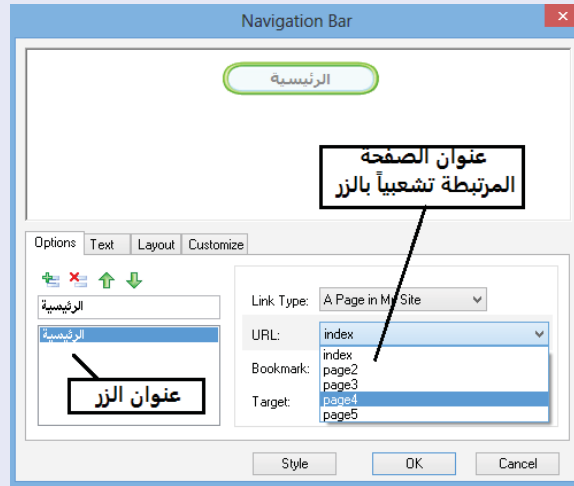 Navigation Bar
x
الرئيسية
عنوان الصفحة
المرتبطة تشعبياً بالزر
Options Text Layout Customize
الرئيسية
الرئيسية
عنوان الزر
Link Type: A Page in My Site
URL: index
index
Bookmark: page2
page3
Target: page4
page5
Style OK Cancel